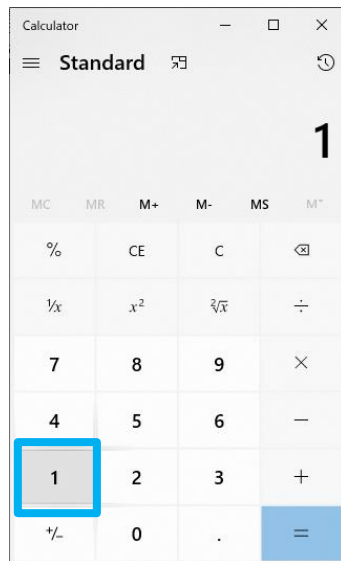 Calculator
Standard
1
MC MR M+ M- MS M˅
% CE C
¹/x x² ²√x ÷
7 8 9 ×
4 5 6 −
1 2 3 +
+/− 0 . =